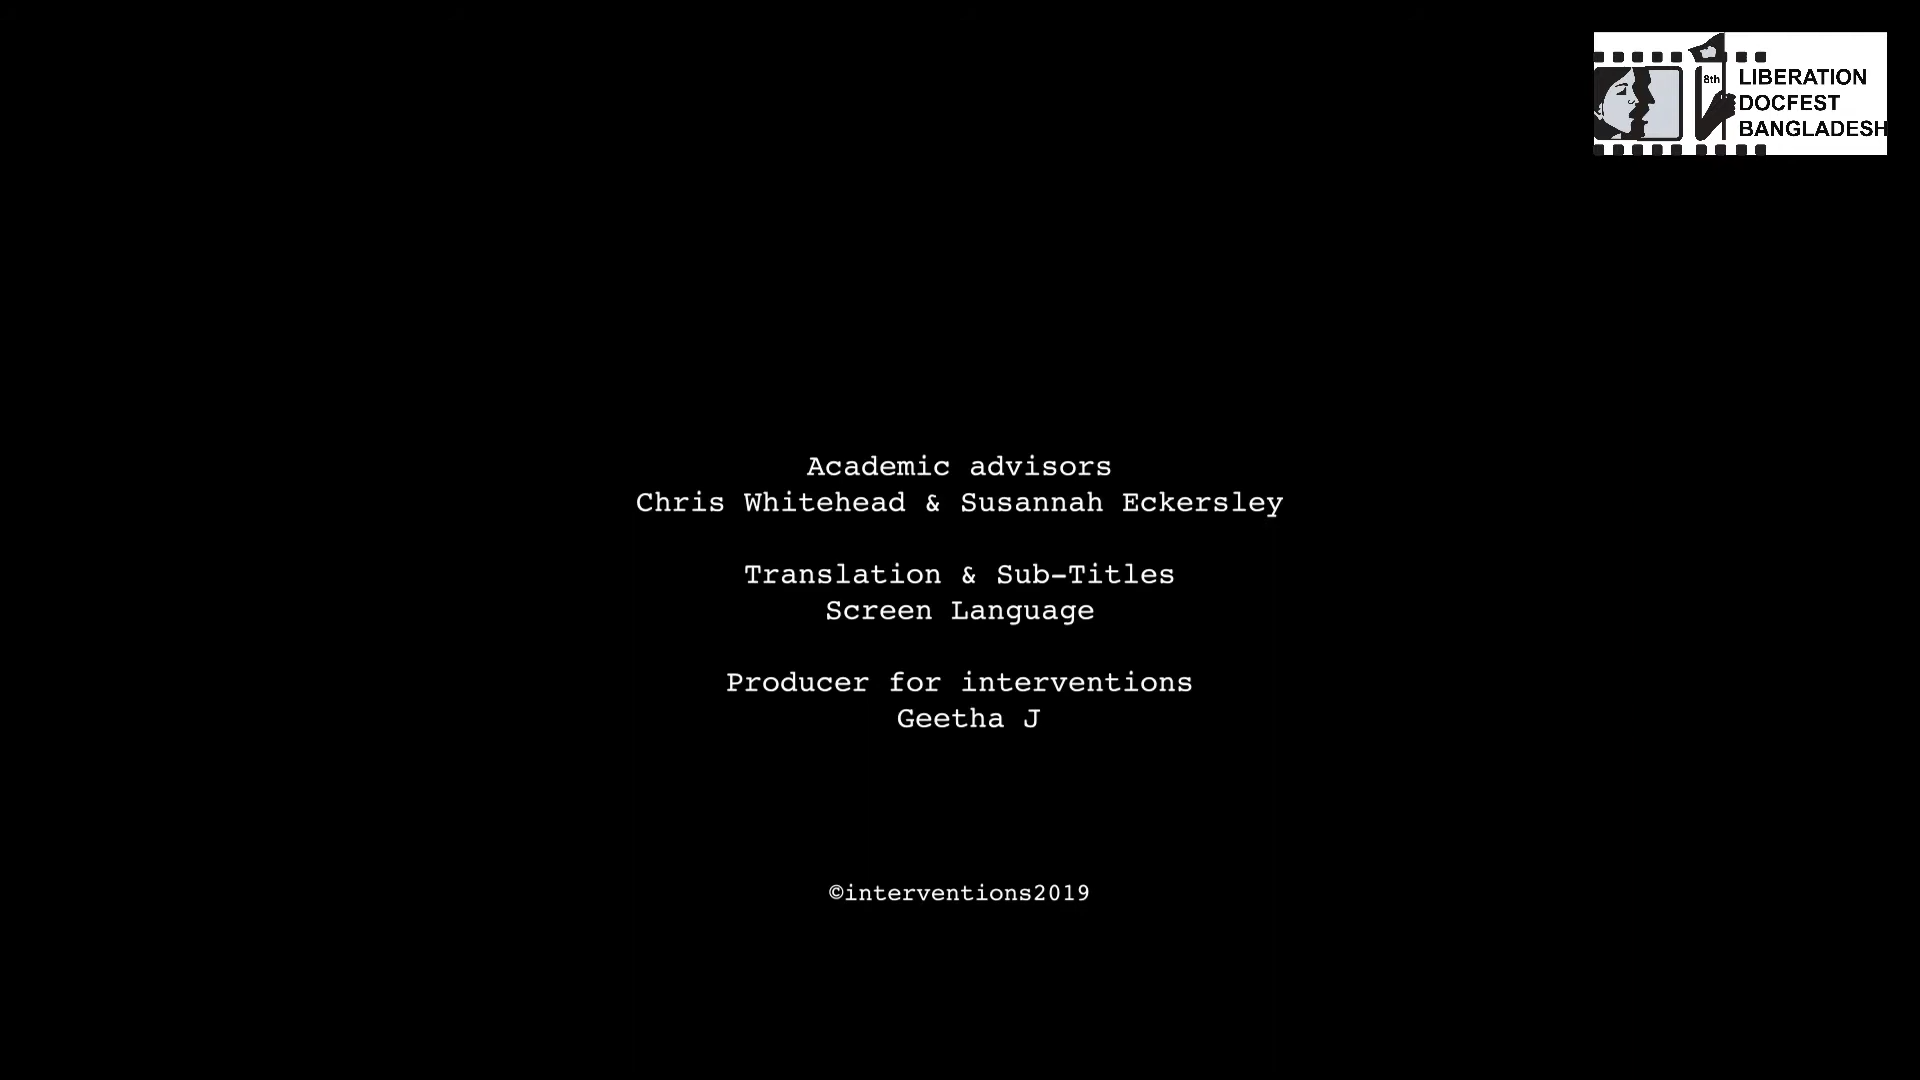 8th
LIBERATION
DOCFEST
BANGLADESH
Academic advisors
Chris Whitehead & Susannah Eckersley
Translation & Sub-Titles
Screen Language
Producer for interventions
Geetha J
©interventions2019